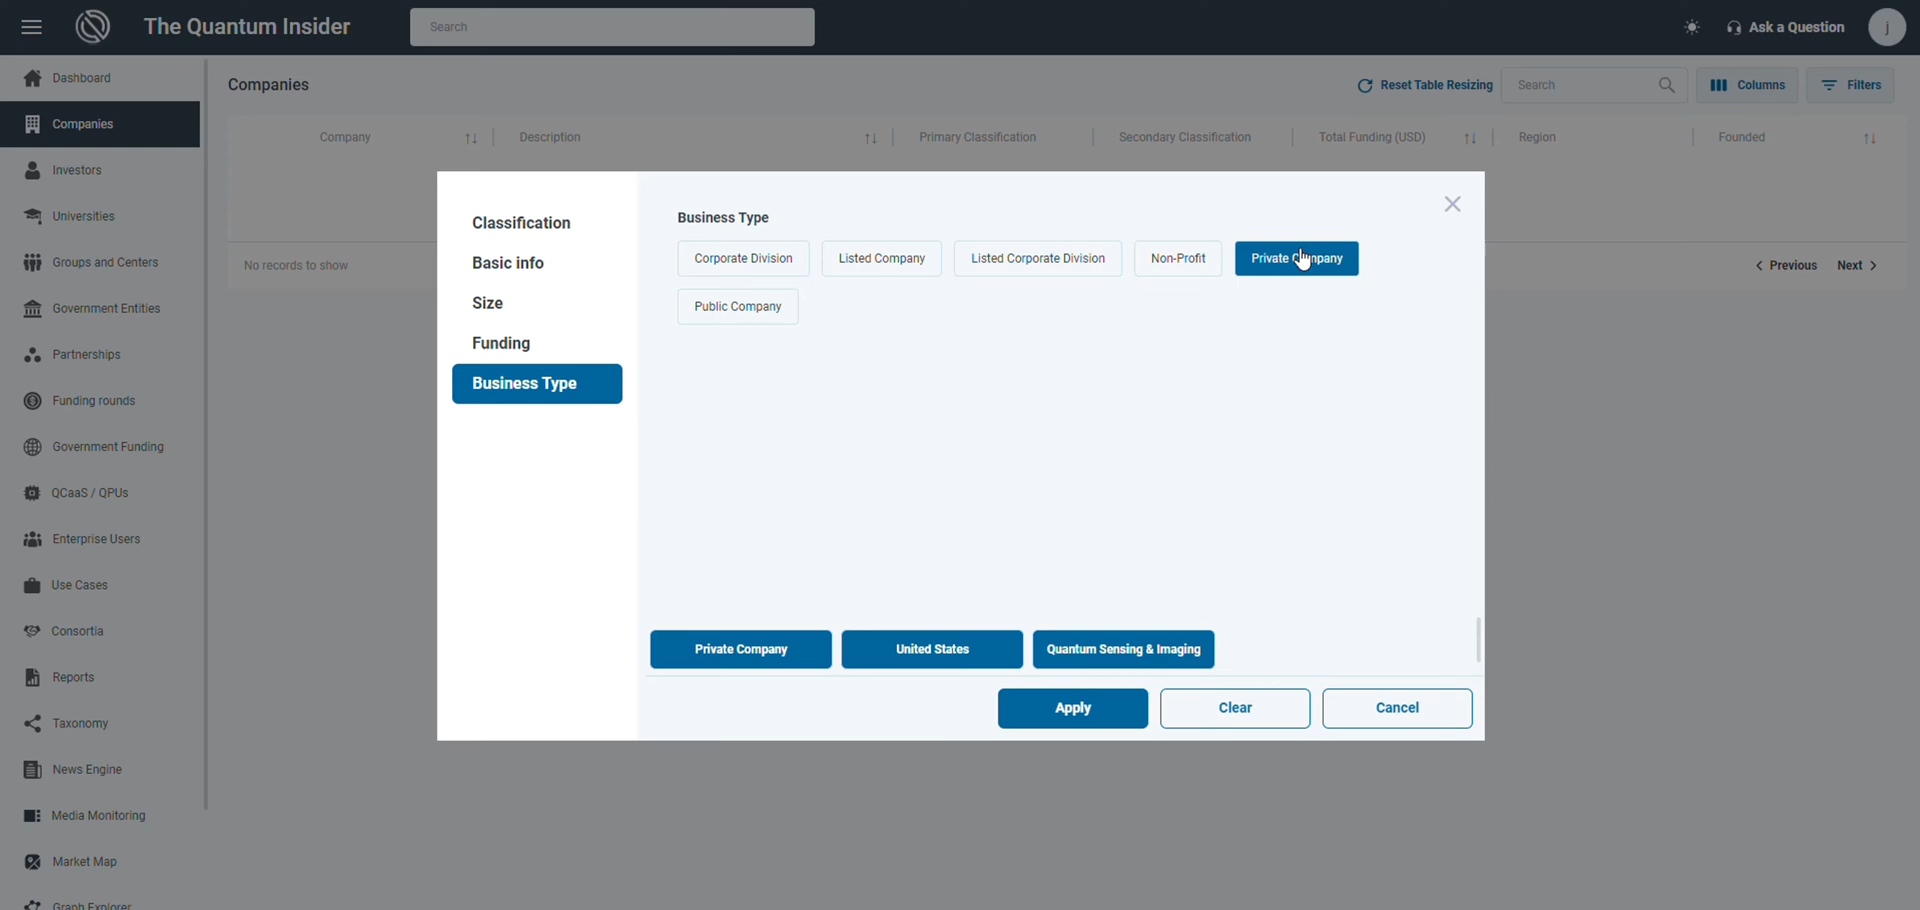 The Quantum Insider
Search
Ask a Question
j
Dashboard
Companies
Investors
Universities
Groups and Centers
Government Entities
Partnerships
Funding rounds
Government Funding
QCaaS / QPUs
Enterprise Users
Use Cases
Consortia
Reports
Taxonomy
News Engine
Media Monitoring
Market Map
Graph Explorer
Companies
Reset Table Resizing
Search
Columns
Filters
Company
Description
Primary Classification
Secondary Classification
Total Funding (USD)
Region
Founded
No records to show
Previous
Next
Classification
Basic info
Size
Funding
Business Type
Business Type
Corporate Division
Listed Company
Listed Corporate Division
Non-Profit
Private Company
Public Company
Private Company
United States
Quantum Sensing & Imaging
Apply
Clear
Cancel